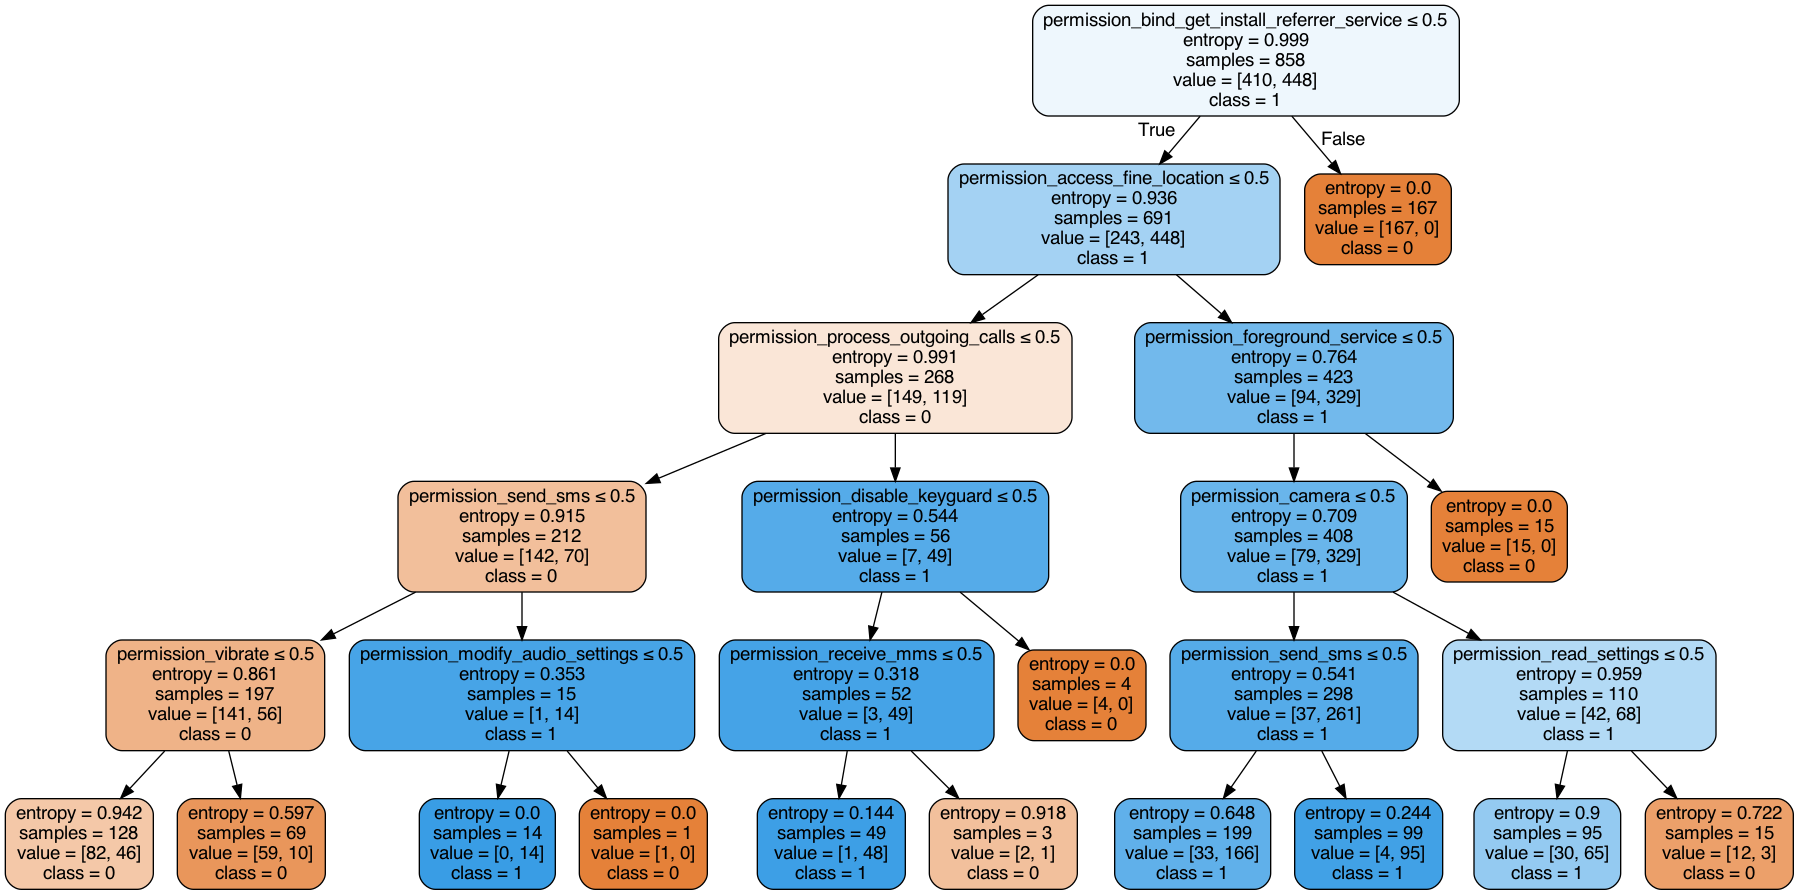 permission_bind_get_install_referrer_service ≤ 0.5
entropy = 0.999
samples = 858
value = [410, 448]
class = 1
True
False
permission_access_fine_location ≤ 0.5
entropy = 0.936
samples = 691
value = [243, 448]
class = 1
entropy = 0.0
samples = 167
value = [167, 0]
class = 0
permission_process_outgoing_calls ≤ 0.5
entropy = 0.991
samples = 268
value = [149, 119]
class = 0
permission_foreground_service ≤ 0.5
entropy = 0.764
samples = 423
value = [94, 329]
class = 1
permission_send_sms ≤ 0.5
entropy = 0.915
samples = 212
value = [142, 70]
class = 0
permission_disable_keyguard ≤ 0.5
entropy = 0.544
samples = 56
value = [7, 49]
class = 1
permission_camera ≤ 0.5
entropy = 0.709
samples = 408
value = [79, 329]
class = 1
entropy = 0.0
samples = 15
value = [15, 0]
class = 0
permission_vibrate ≤ 0.5
entropy = 0.861
samples = 197
value = [141, 56]
class = 0
permission_modify_audio_settings ≤ 0.5
entropy = 0.353
samples = 15
value = [1, 14]
class = 1
permission_receive_mms ≤ 0.5
entropy = 0.318
samples = 52
value = [3, 49]
class = 1
entropy = 0.0
samples = 4
value = [4, 0]
class = 0
permission_send_sms ≤ 0.5
entropy = 0.541
samples = 298
value = [37, 261]
class = 1
permission_read_settings ≤ 0.5
entropy = 0.959
samples = 110
value = [42, 68]
class = 1
entropy = 0.942
samples = 128
value = [82, 46]
class = 0
entropy = 0.597
samples = 69
value = [59, 10]
class = 0
entropy = 0.0
samples = 14
value = [0, 14]
class = 1
entropy = 0.0
samples = 1
value = [1, 0]
class = 0
entropy = 0.144
samples = 49
value = [1, 48]
class = 1
entropy = 0.918
samples = 3
value = [2, 1]
class = 0
entropy = 0.648
samples = 199
value = [33, 166]
class = 1
entropy = 0.244
samples = 99
value = [4, 95]
class = 1
entropy = 0.9
samples = 95
value = [30, 65]
class = 1
entropy = 0.722
samples = 15
value = [12, 3]
class = 0